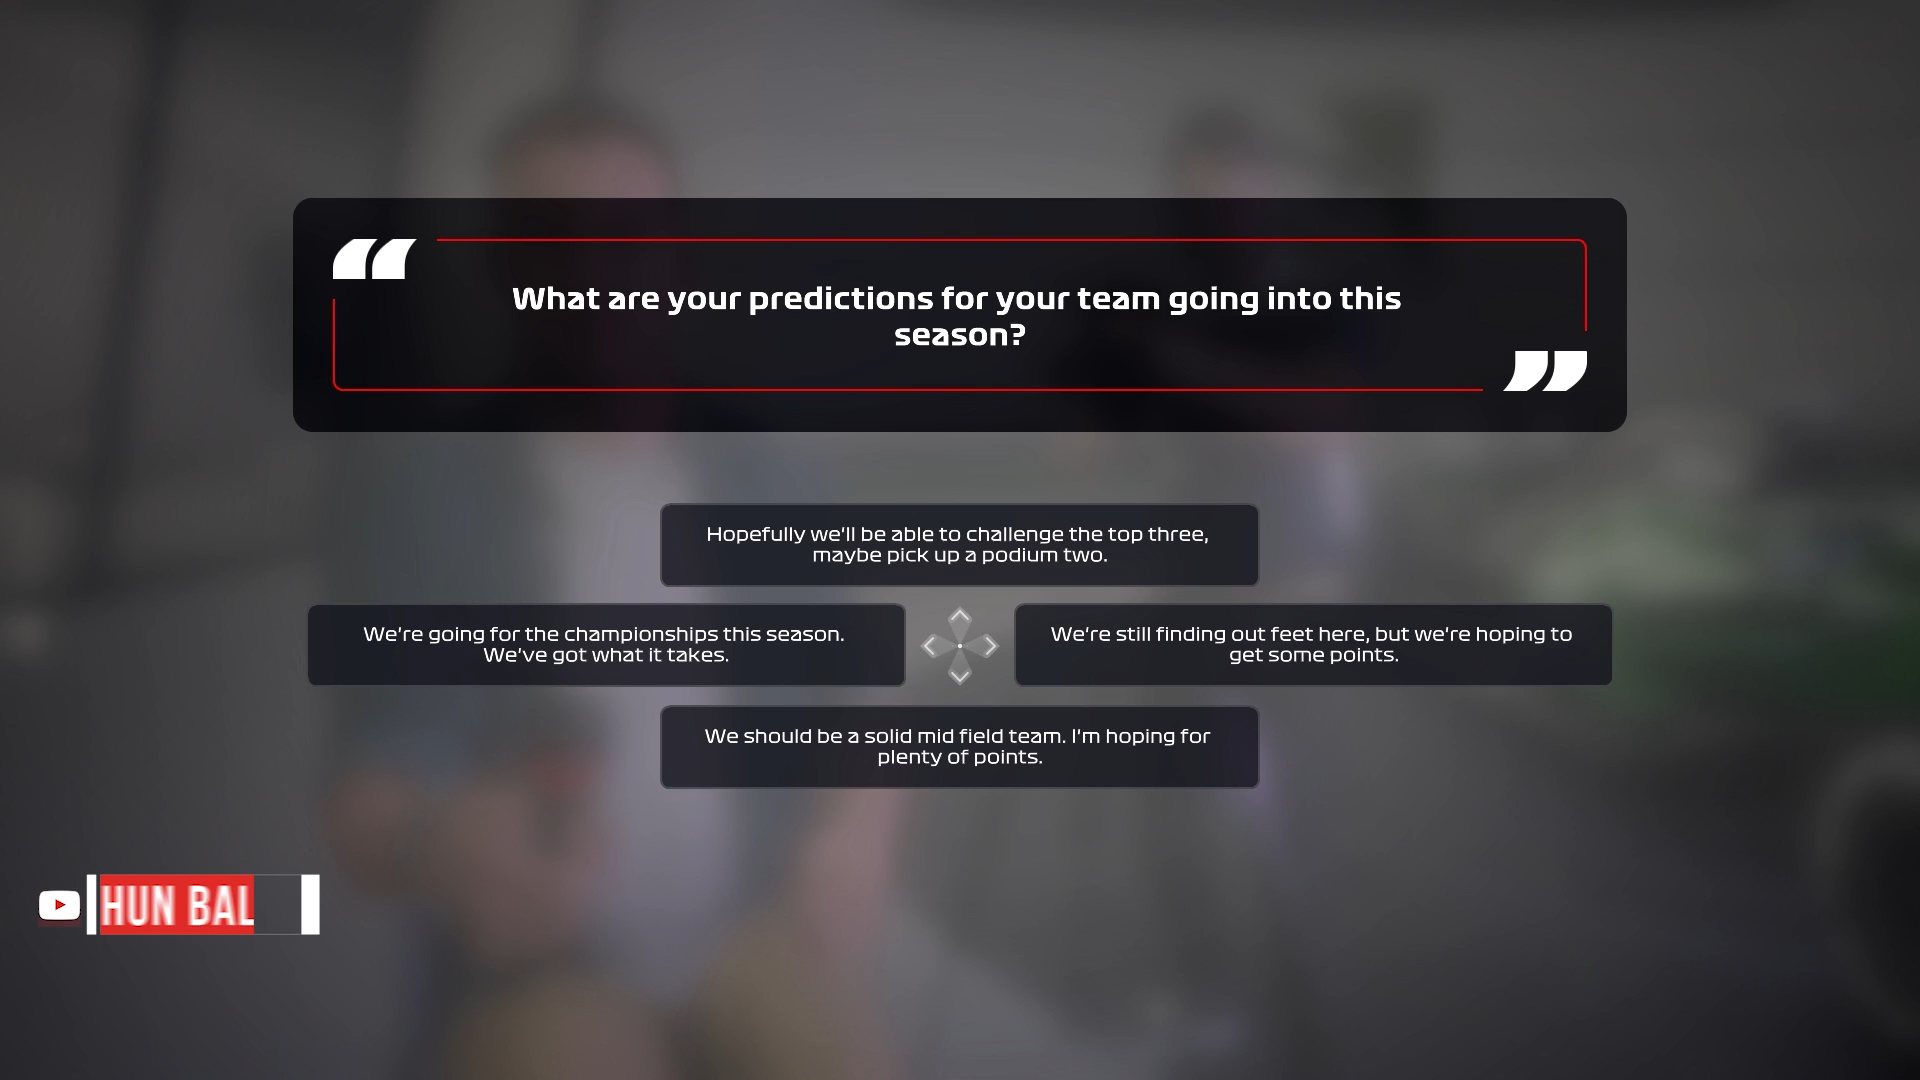 What are your predictions for your team going into this
season?
Hopefully we'll be able to challenge the top three,
maybe pick up a podium two.
We're going for the championships this season.
We've got what it takes.
We're still finding out feet here, but we're hoping to
get some points.
We should be a solid mid field team. I'm hoping for
plenty of points.
HUN BAL